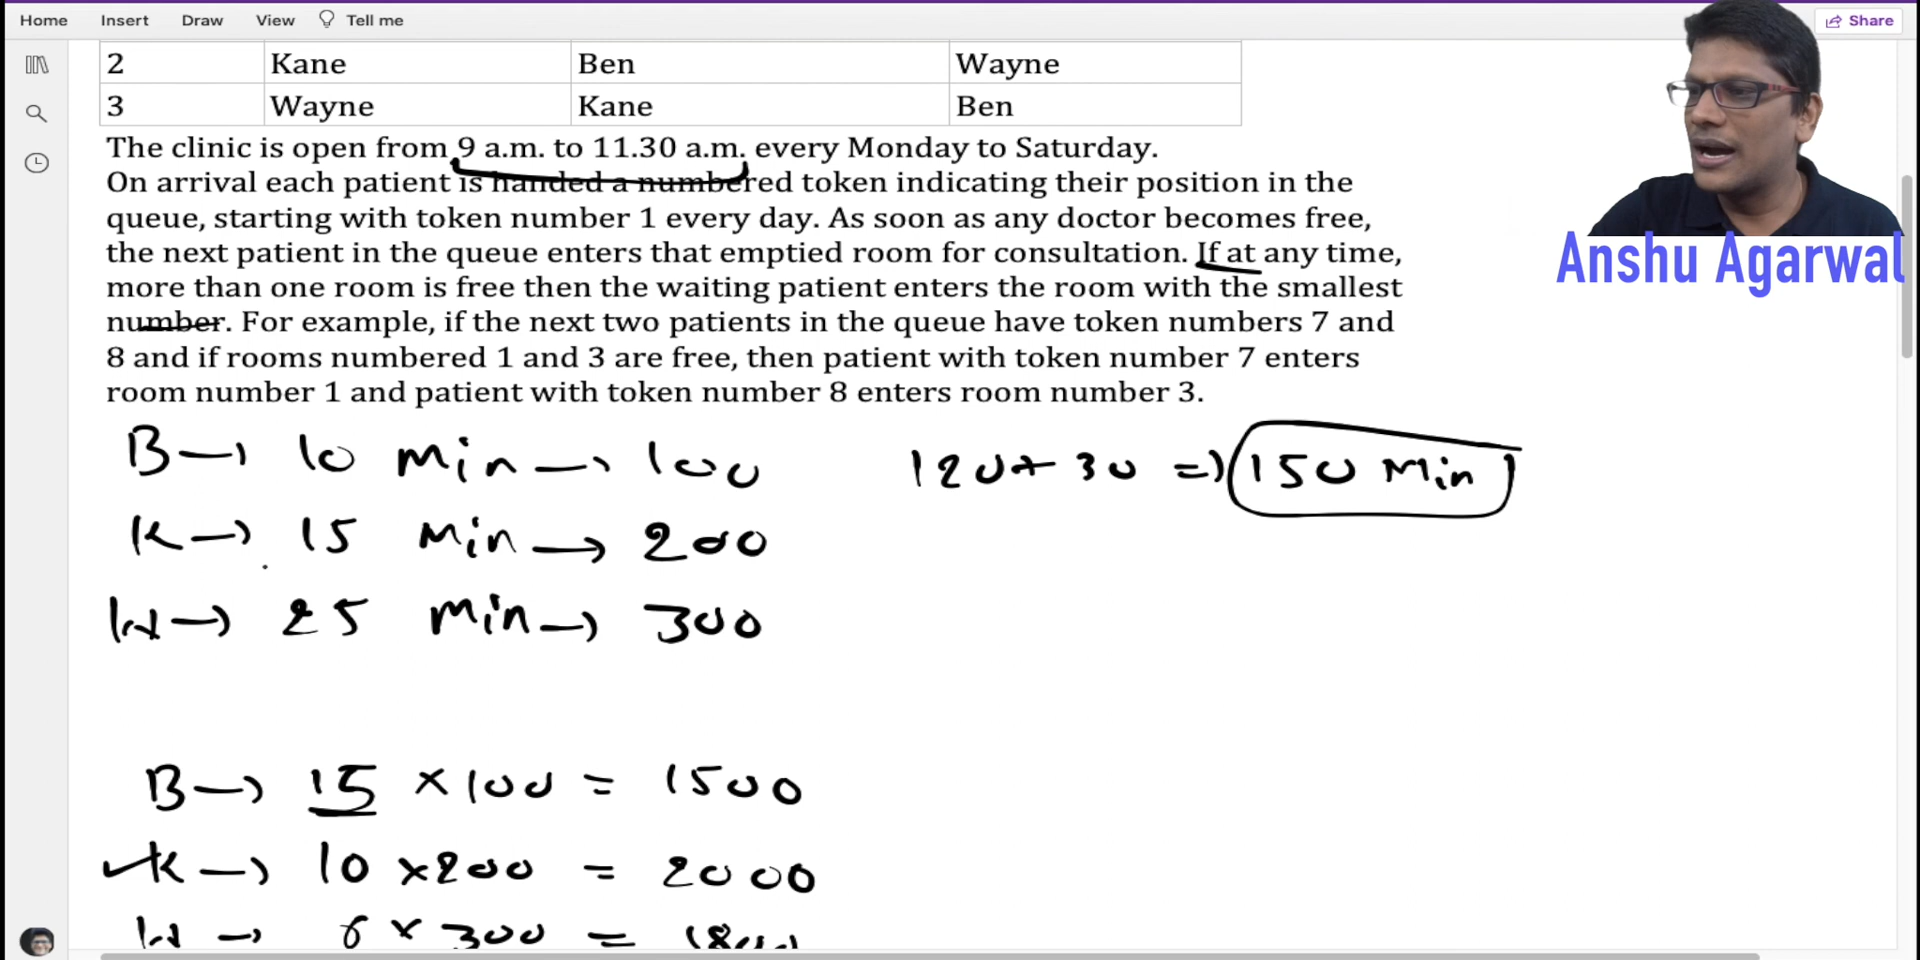 Home Insert Draw View Tell me Share
2 Kane Ben Wayne
3 Wayne Kane Ben
The clinic is open from 9 a.m. to 11.30 a.m. every Monday to Saturday.
On arrival each patient is handed a numbered token indicating their position in the
queue, starting with token number 1 every day. As soon as any doctor becomes free,
the next patient in the queue enters that emptied room for consultation. If at any time,
more than one room is free then the waiting patient enters the room with the smallest
number. For example, if the next two patients in the queue have token numbers 7 and
8 and if rooms numbered 1 and 3 are free, then patient with token number 7 enters
room number 1 and patient with token number 8 enters room number 3.
Anshu Agarwal
B → 10 Min → 100 120 + 30 ⇒ 150 Min
K → 15 Min → 200
W → 25 Min → 300
B → 15 × 100 = 1500
K → 10 × 200 = 2000
W → 6 × 300 = 1800